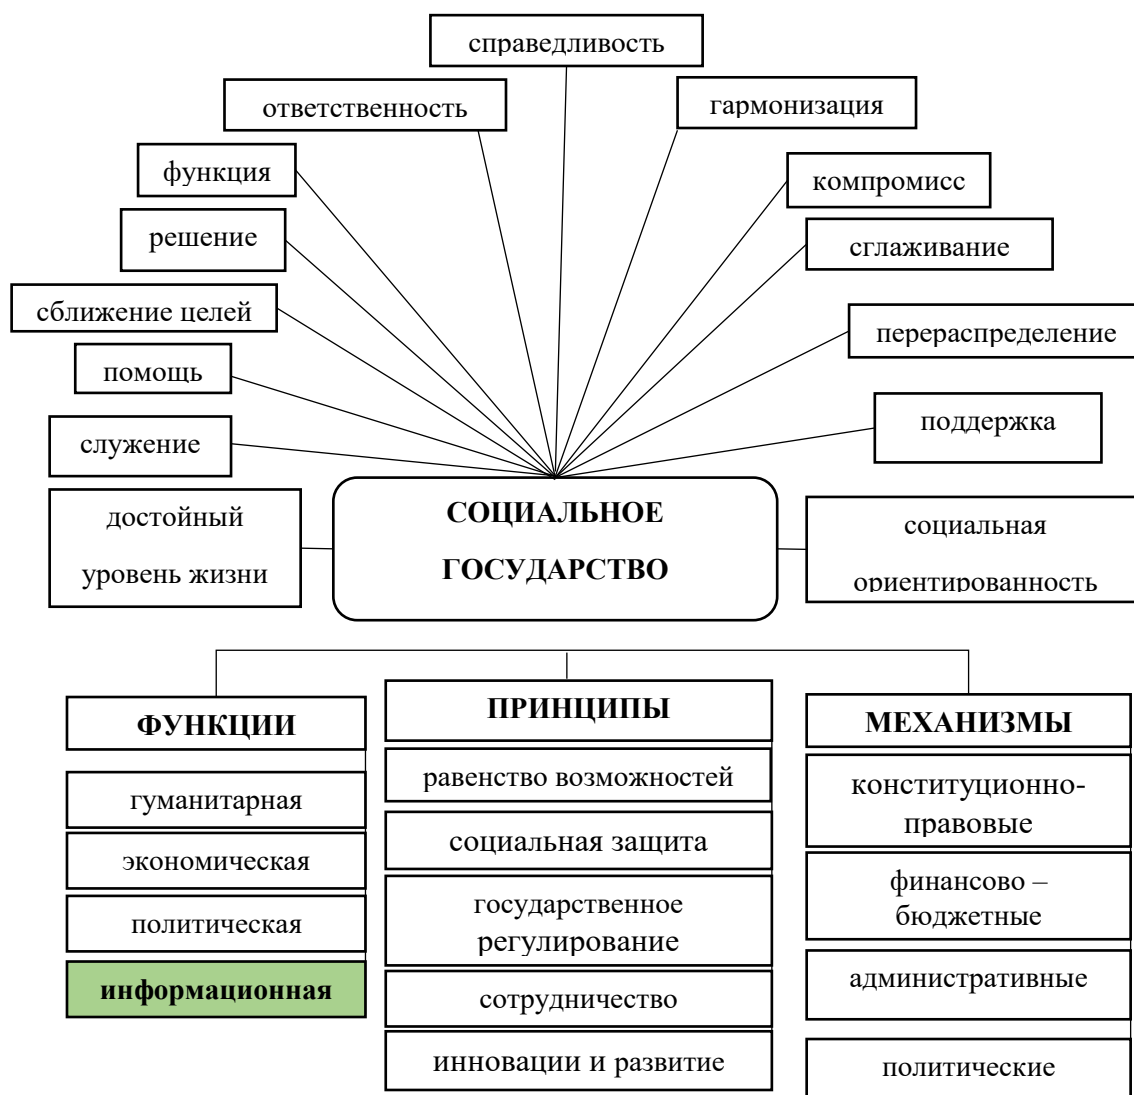 справедливость
ответственность
гармонизация
функция
компромисс
решение
сглаживание
сближение целей
перераспределение
помощь
поддержка
служение
достойный
уровень жизни
СОЦИАЛЬНОЕ
ГОСУДАРСТВО
социальная
ориентированность
ФУНКЦИИ
гуманитарная
экономическая
политическая
информационная
ПРИНЦИПЫ
равенство возможностей
социальная защита
государственное
регулирование
сотрудничество
инновации и развитие
МЕХАНИЗМЫ
конституционно-
правовые
финансово –
бюджетные
административные
политические